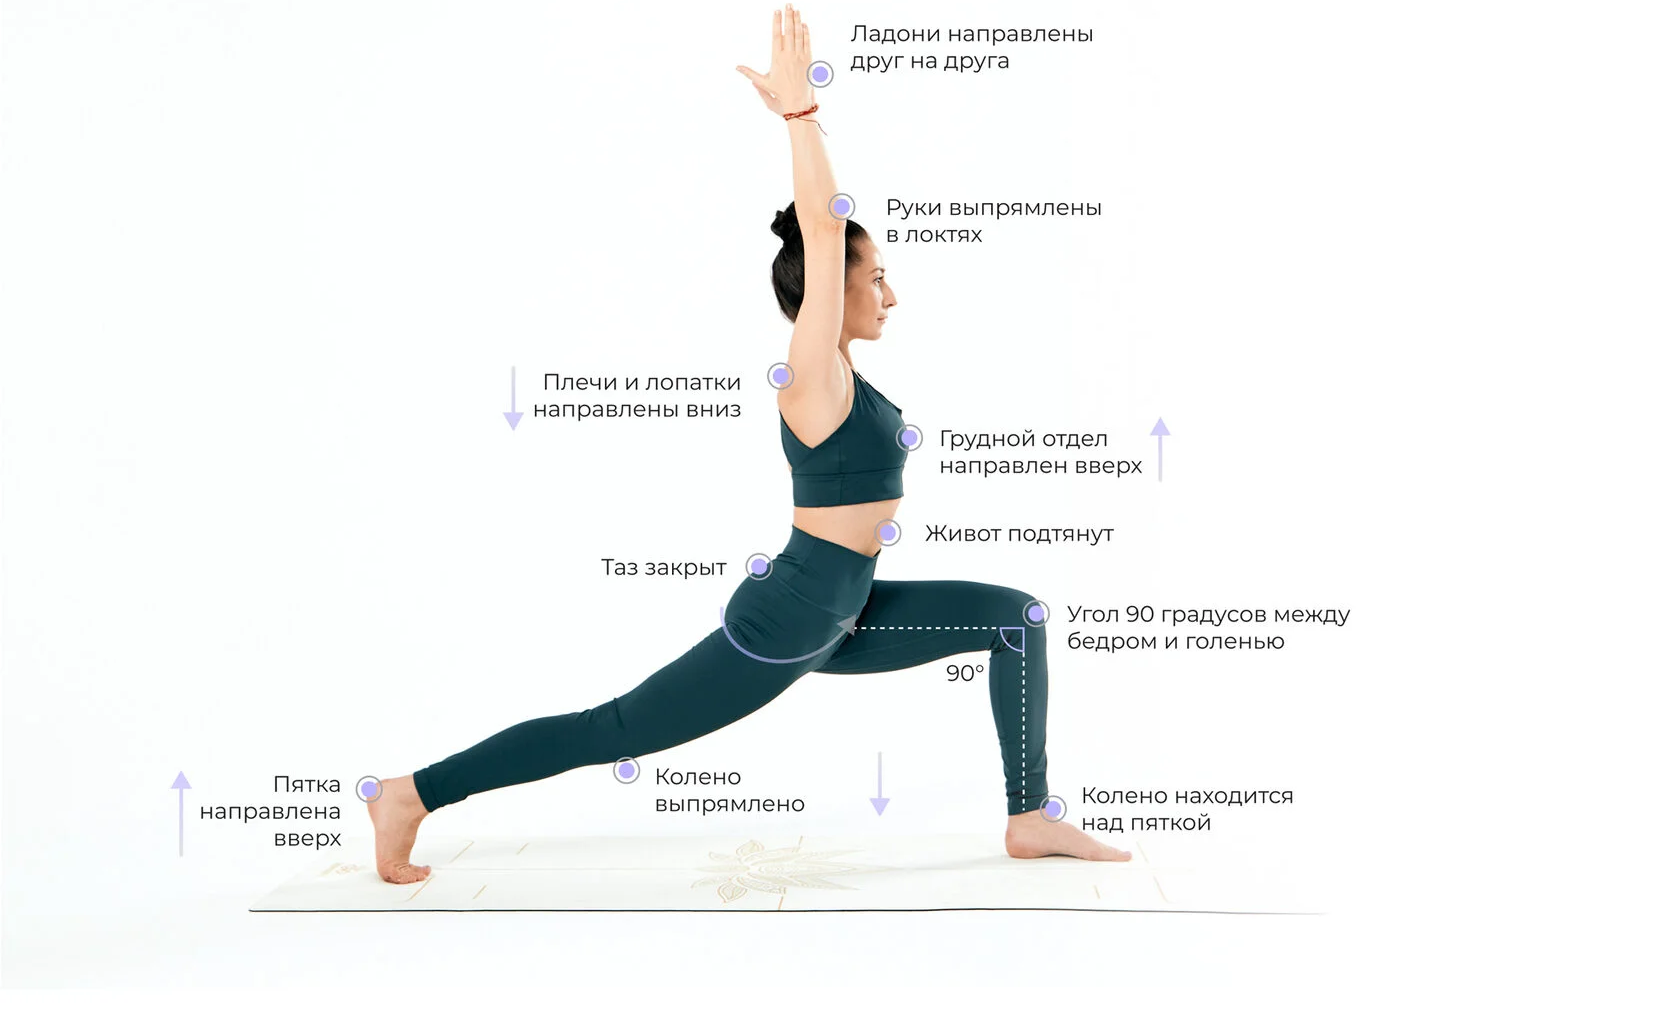 Ладони направлены
друг на друга
Руки выпрямлены
в локтях
Плечи и лопатки
направлены вниз
Грудной отдел
направлен вверх
Живот подтянут
Таз закрыт
Угол 90 градусов между
бедром и голенью
90°
Пятка
направлена
вверх
Колено
выпрямлено
Колено находится
над пяткой